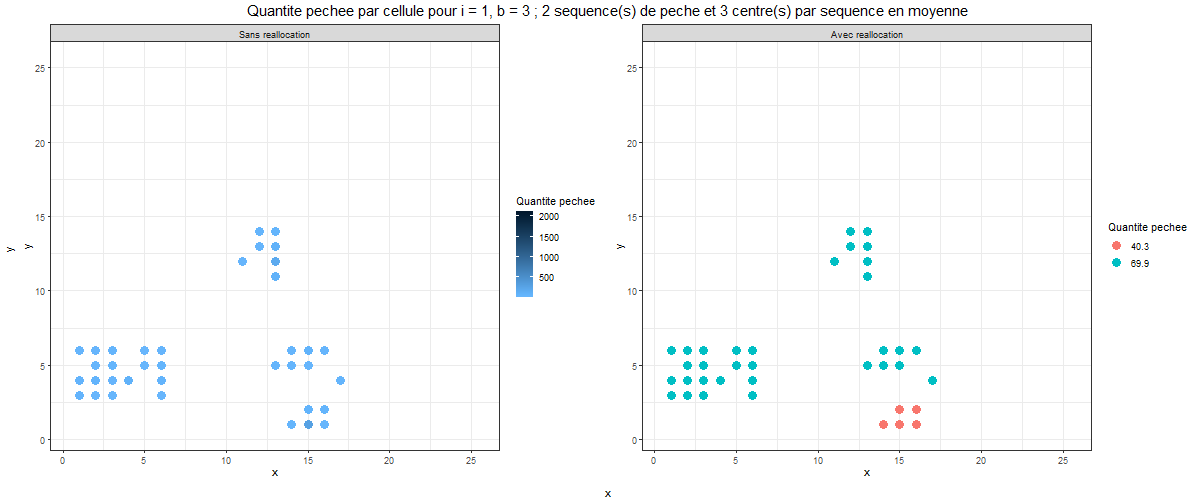 Quantite pechee par cellule pour i = 1, b = 3 ; 2 sequence(s) de peche et 3 centre(s) par sequence en moyenne
Sans reallocation
25
20
15
10
5
0
0 5 10 15 20 25
x
y
y
Quantite pechee
2000
1500
1000
500
Avec reallocation
25
20
15
10
5
0
0 5 10 15 20 25
x
y
Quantite pechee
40.3
69.9
x